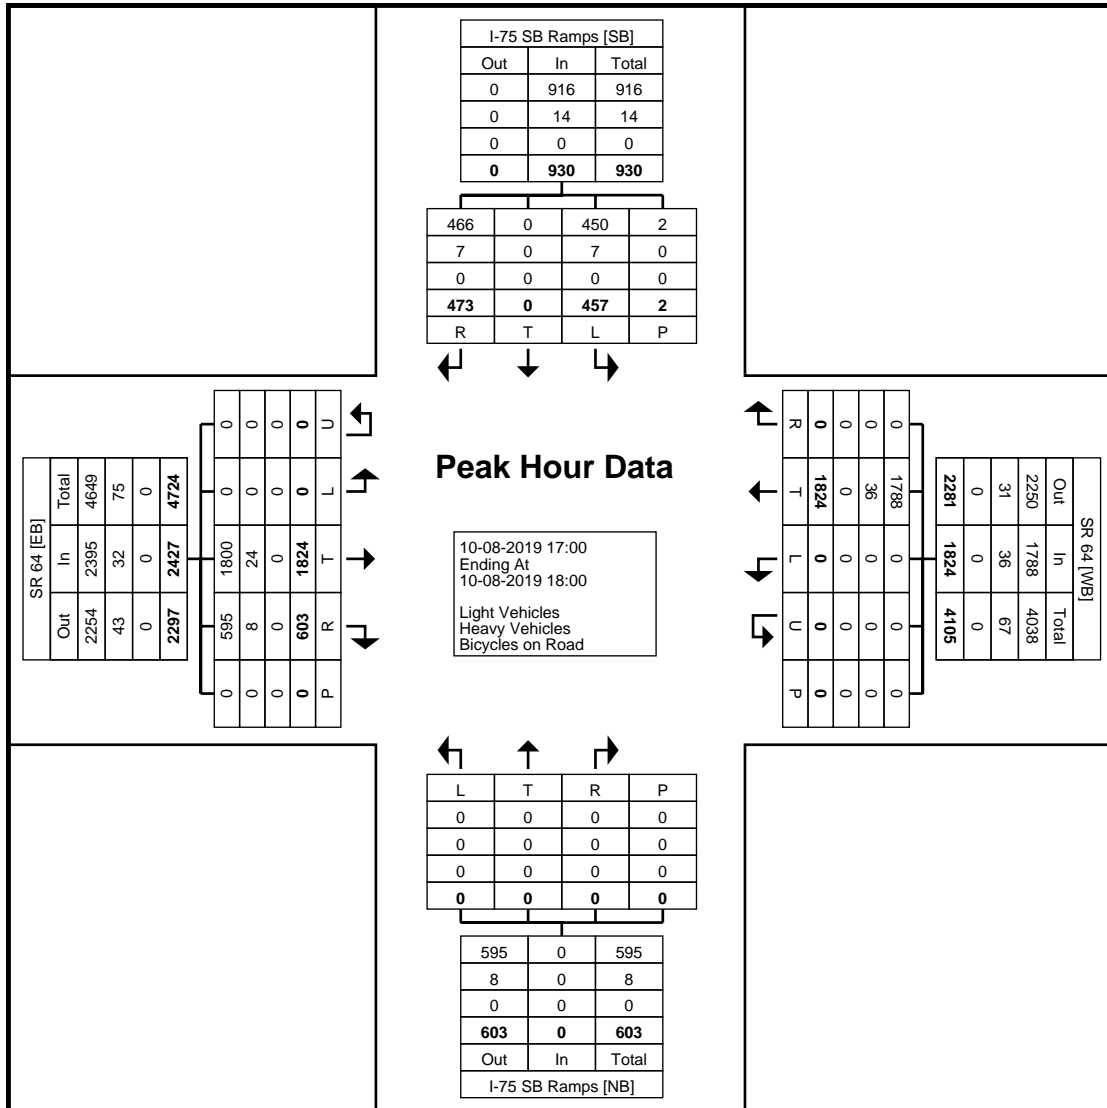 I-75 SB Ramps [SB]
Out In Total
0 916 916
0 14 14
0 0 0
0 930 930
466 0 450 2
7 0 7 0
0 0 0 0
473 0 457 2
R T L P
SR 64 [EB]
Total In Out
4649 2395 2254
75 32 43
0 0 0
4724 2427 2297
0 0 1800 595 0
0 0 24 8 0
0 0 0 0 0
0 0 1824 603 0
U L T R P
Peak Hour Data
10-08-2019 17:00
Ending At
10-08-2019 18:00
Light Vehicles
Heavy Vehicles
Bicycles on Road
SR 64 [WB]
Out In Total
2250 1788 4038
31 36 67
0 0 0
2281 1824 4105
0 1788 0 0 0
0 36 0 0 0
0 0 0 0 0
0 1824 0 0 0
R T L U P
L T R P
0 0 0 0
0 0 0 0
0 0 0 0
0 0 0 0
595 0 595
8 0 8
0 0 0
603 0 603
Out In Total
I-75 SB Ramps [NB]